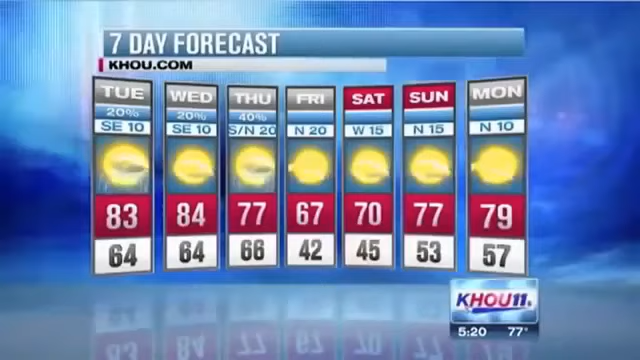 7 DAY FORECAST
KHOU.COM
TUE WED THU FRI SAT SUN MON
20% 20% 40%
SE 10 SE 10 S/N 20 N 20 W 15 N 15 N 10
83 84 77 67 70 77 79
64 64 66 42 45 53 57
KHOU11
5:20 77°